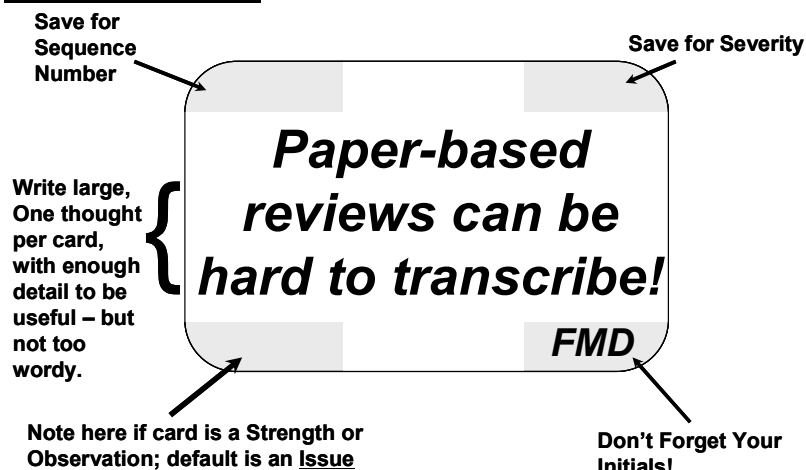 Save for
Sequence
Number
Save for Severity
Paper-based
reviews can be
hard to transcribe!
Write large,
One thought
per card,
with enough
detail to be
useful – but
not too
wordy.
{
FMD
Note here if card is a Strength or
Observation; default is an Issue
Don't Forget Your
Initials!